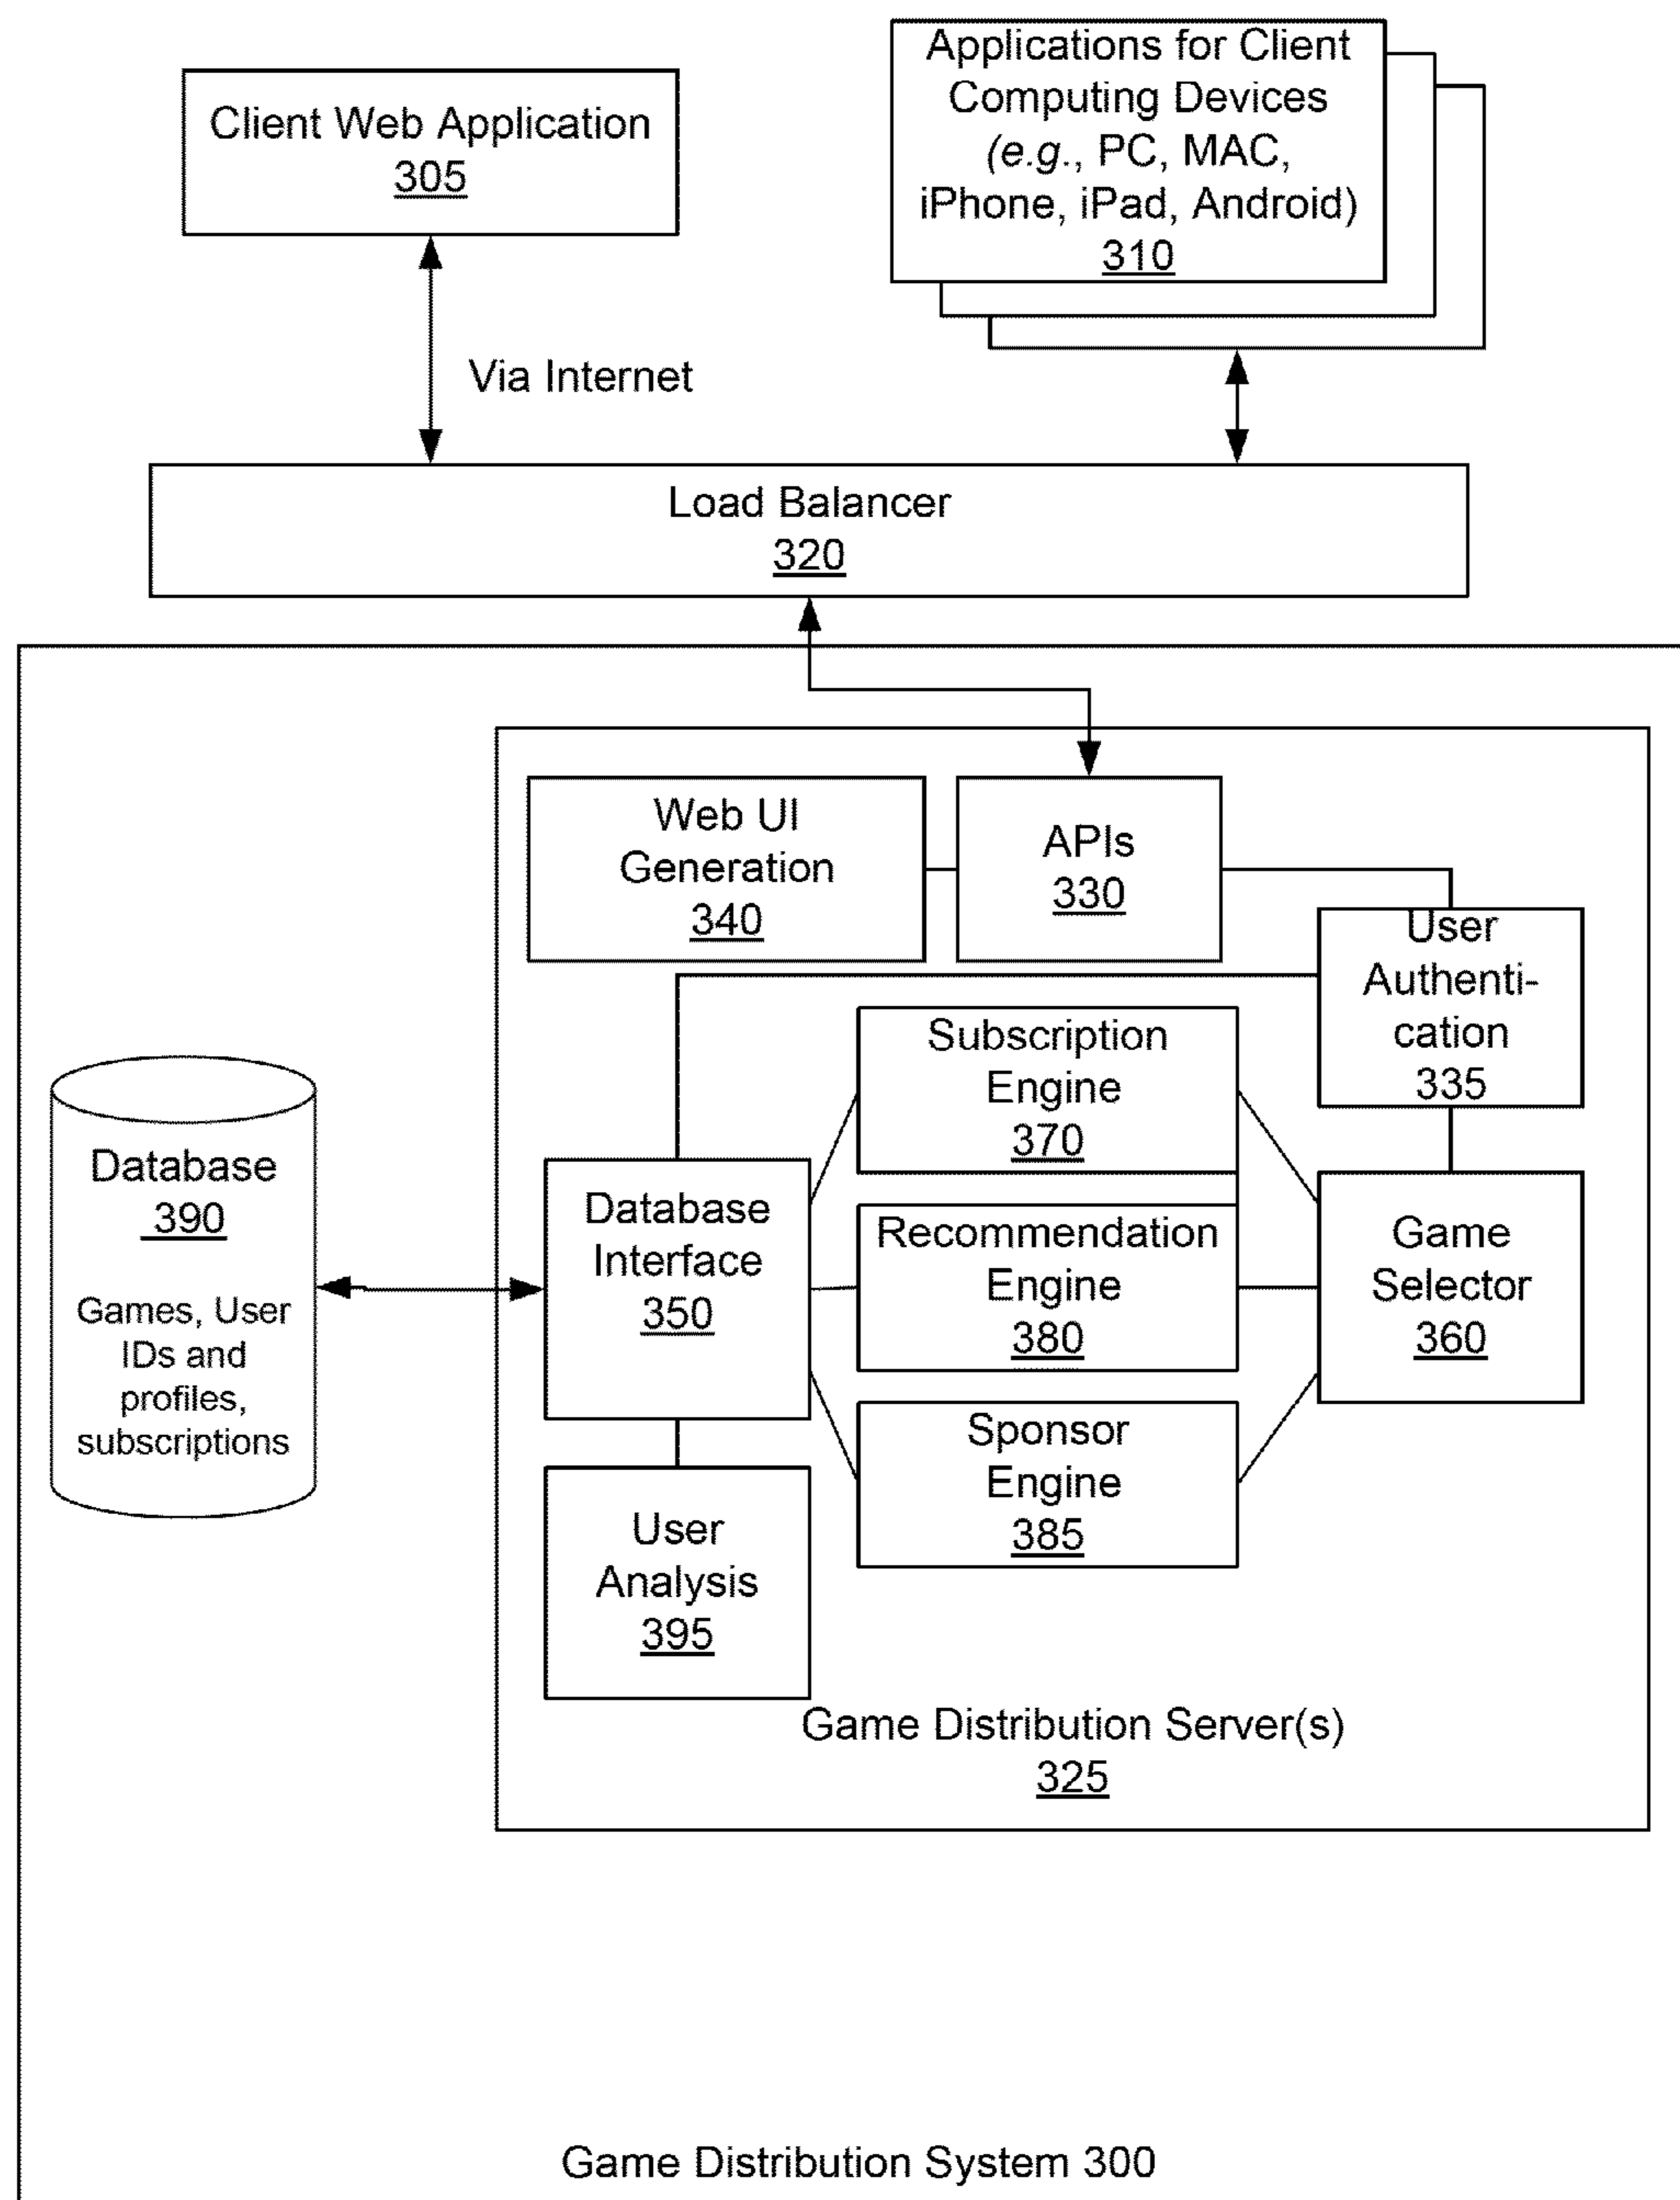 Client Web Application
305
Applications for Client
Computing Devices
(e.g., PC, MAC,
iPhone, iPad, Android)
310
Via Internet
Load Balancer
320
Web UI
Generation
340
APIs
330
User
Authenti-
cation
335
Subscription
Engine
370
Database
390
Games, User
IDs and
profiles,
subscriptions
Database
Interface
350
Recommendation
Engine
380
Game
Selector
360
Sponsor
Engine
385
User
Analysis
395
Game Distribution Server(s)
325
Game Distribution System 300